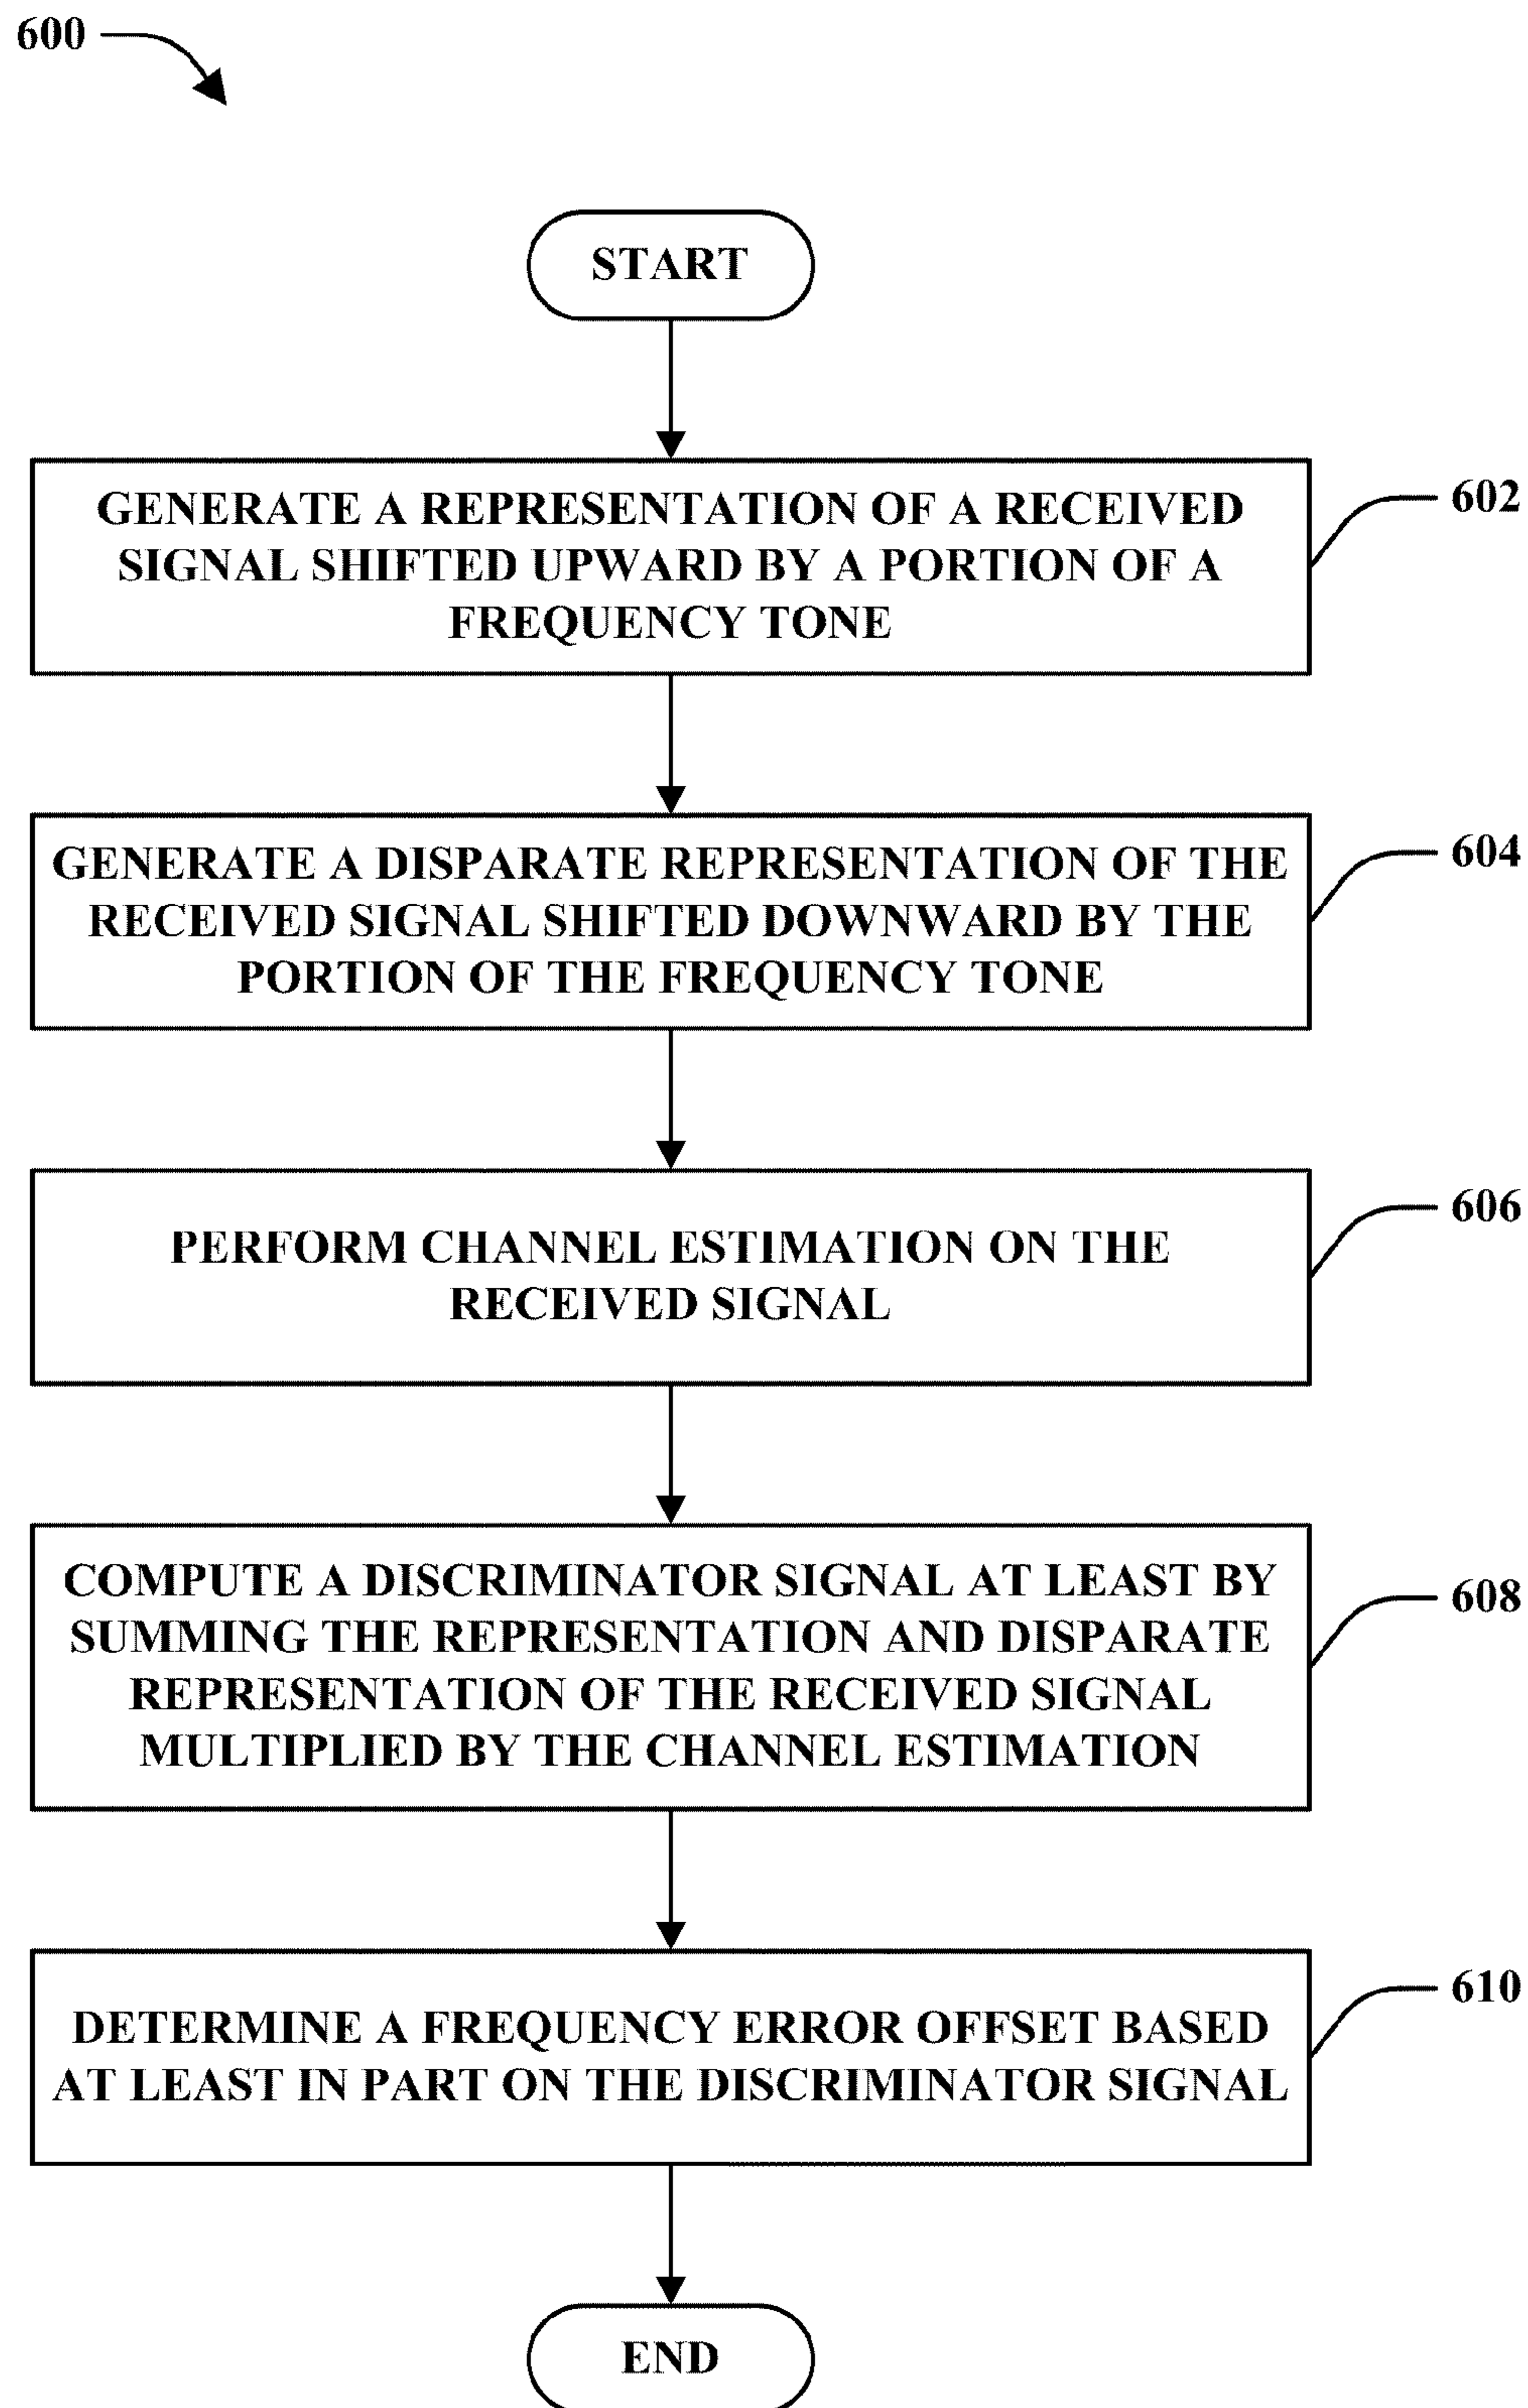 600
START
GENERATE A REPRESENTATION OF A RECEIVED
SIGNAL SHIFTED UPWARD BY A PORTION OF A
FREQUENCY TONE
602
GENERATE A DISPARATE REPRESENTATION OF THE
RECEIVED SIGNAL SHIFTED DOWNWARD BY THE
PORTION OF THE FREQUENCY TONE
604
PERFORM CHANNEL ESTIMATION ON THE
RECEIVED SIGNAL
606
COMPUTE A DISCRIMINATOR SIGNAL AT LEAST BY
SUMMING THE REPRESENTATION AND DISPARATE
REPRESENTATION OF THE RECEIVED SIGNAL
MULTIPLIED BY THE CHANNEL ESTIMATION
608
DETERMINE A FREQUENCY ERROR OFFSET BASED
AT LEAST IN PART ON THE DISCRIMINATOR SIGNAL
610
END